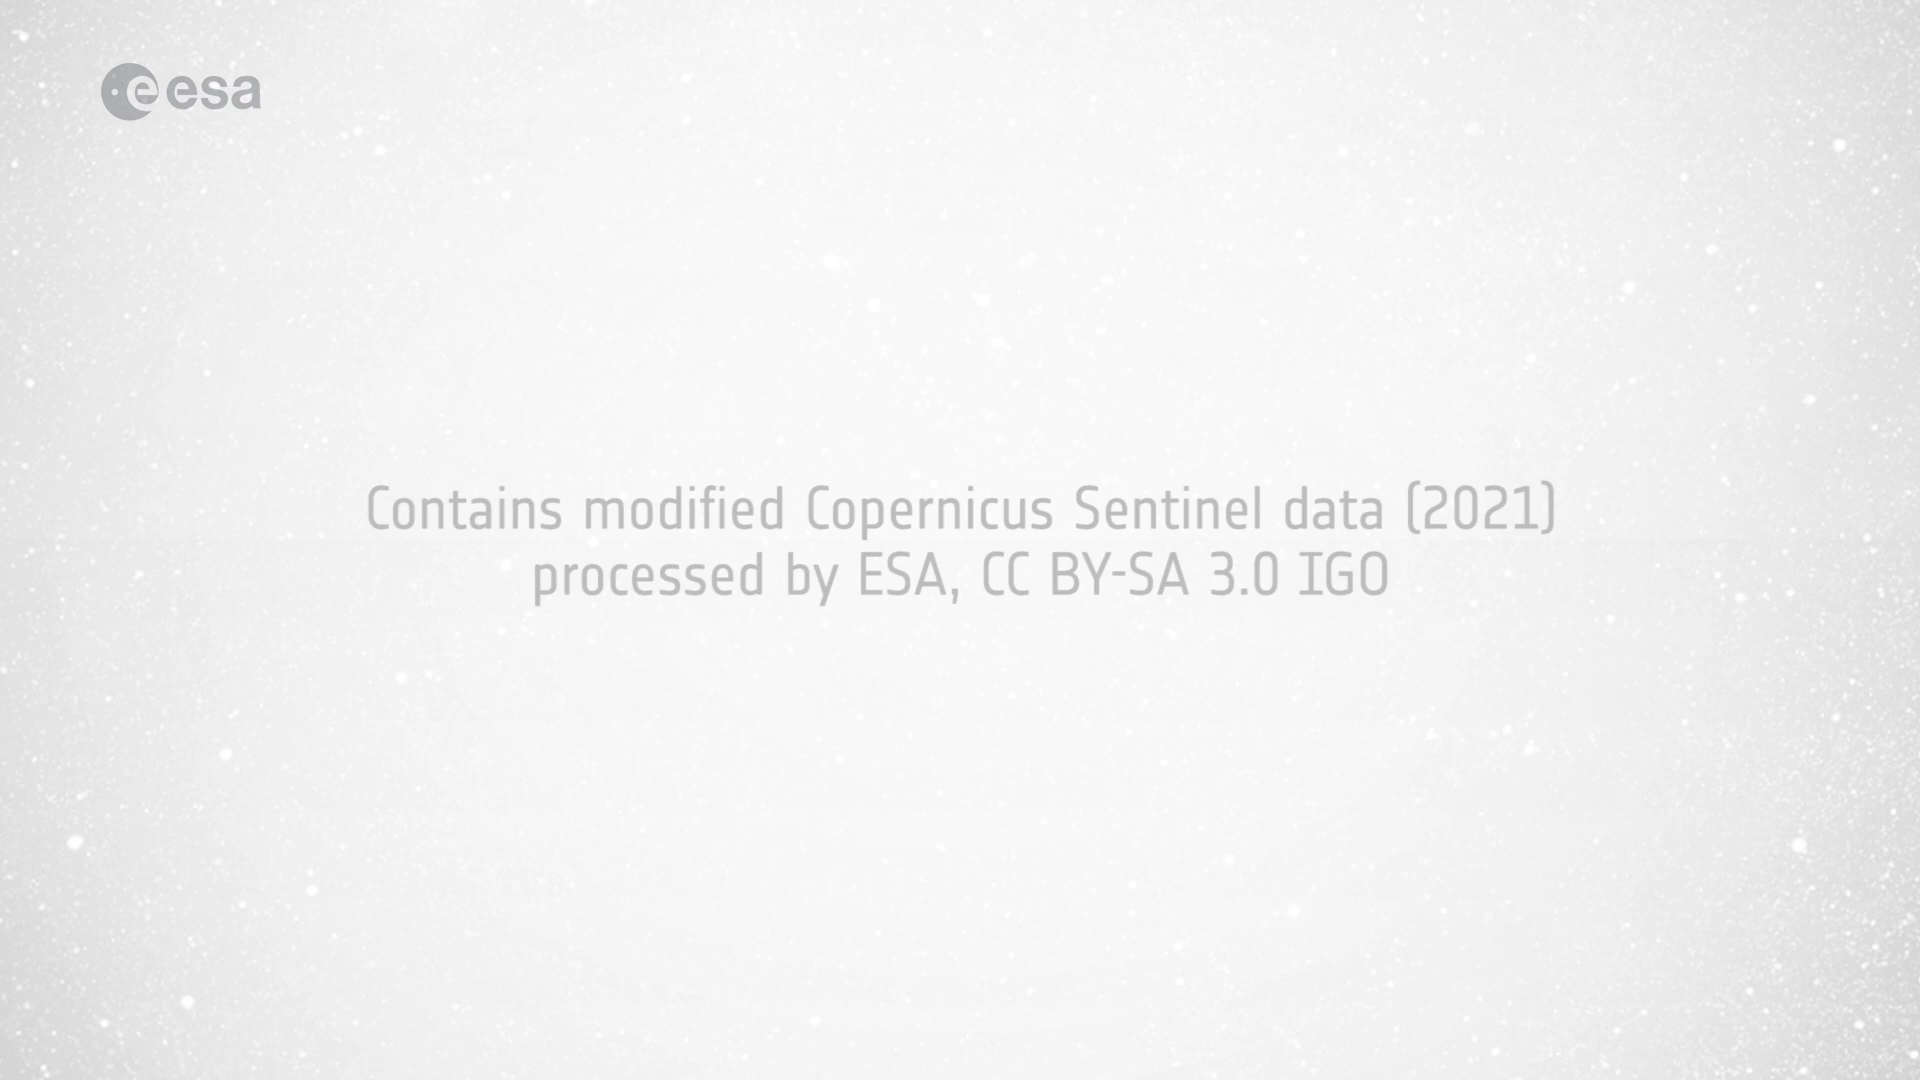 esa
Contains modified Copernicus Sentinel data (2021)
processed by ESA, CC BY-SA 3.0 IGO